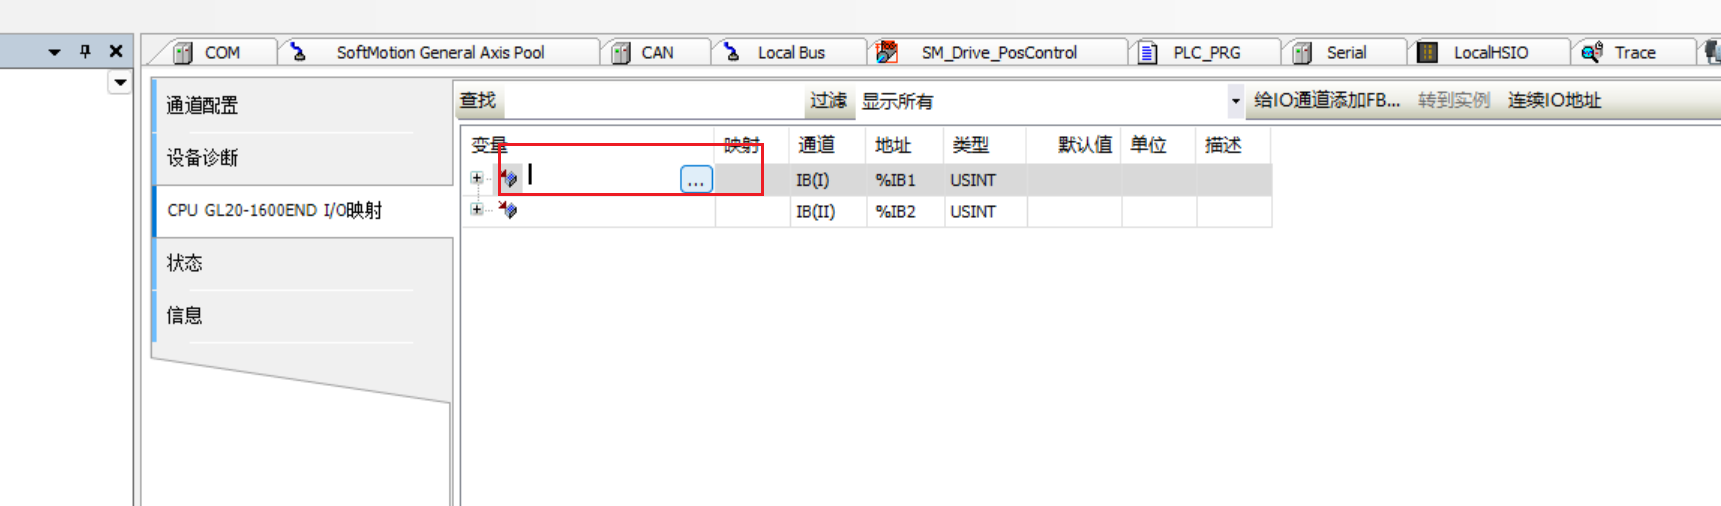 COM SoftMotion General Axis Pool CAN Local Bus SM_Drive_PosControl PLC_PRG Serial LocalHSIO Trace
通道配置
设备诊断
CPU GL20-1600END I/O映射
状态
信息
查找 过滤 显示所有 给IO通道添加FB... 转到实例 连续IO地址
变量 映射 通道 地址 类型 默认值 单位 描述
... IB(I) %IB1 USINT
IB(II) %IB2 USINT